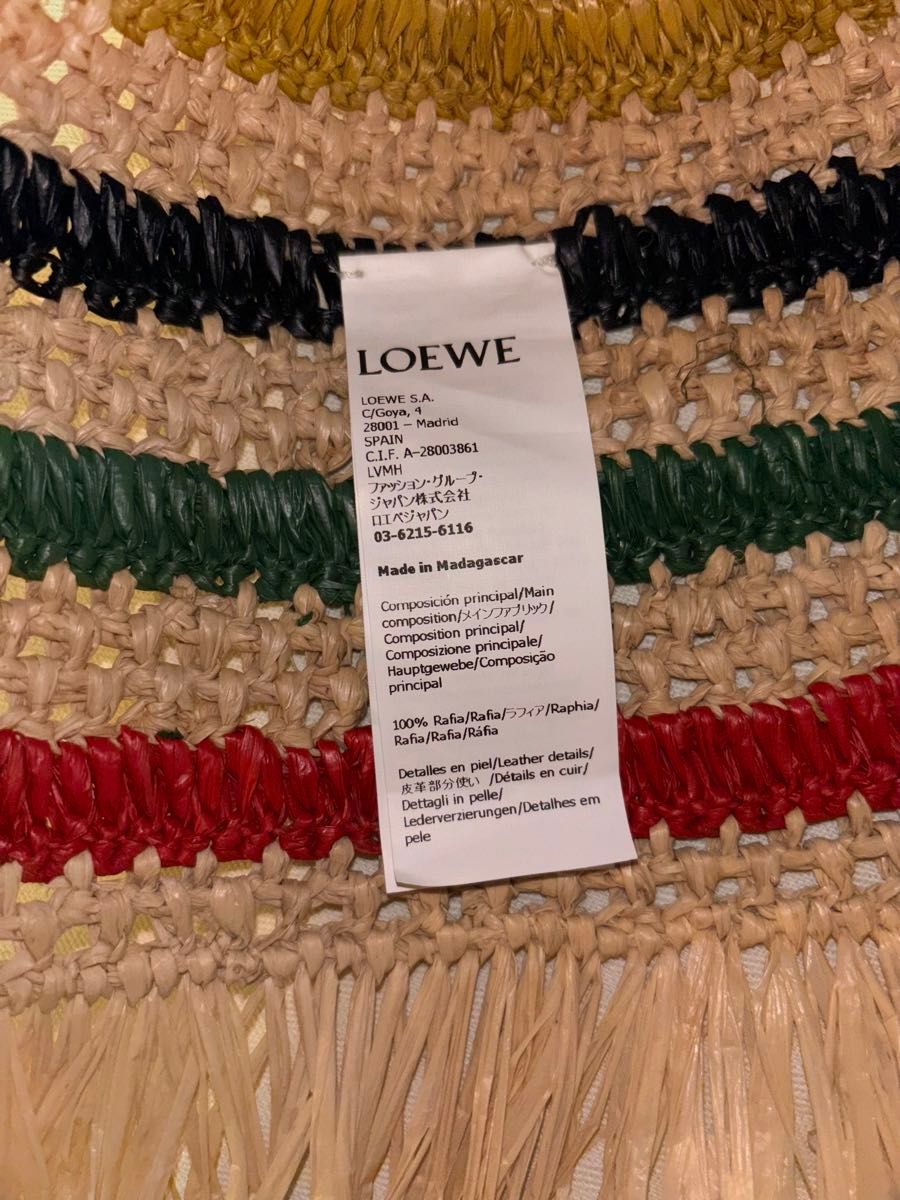 LOEWE
LOEWE S.A.
C/Goya, 4
28001 – Madrid
SPAIN
C.I.F. A–28003861
LVMH
ファッション・グループ・
ジャパン株式会社
ロエベジャパン
03-6215-6116
Made in Madagascar
Composición principal/Main
composition/メインファブリック/
Composition principal/
Composizione principale/
Hauptgewebe/Composição
principal
100% Rafia/Rafia/ラフィア/Raphia/
Rafia/Rafia/Ráfia
Detalles en piel/Leather details/
皮革部分使い /Détails en cuir/
Dettagli in pelle/
Lederverzierungen/Detalhes em
pele